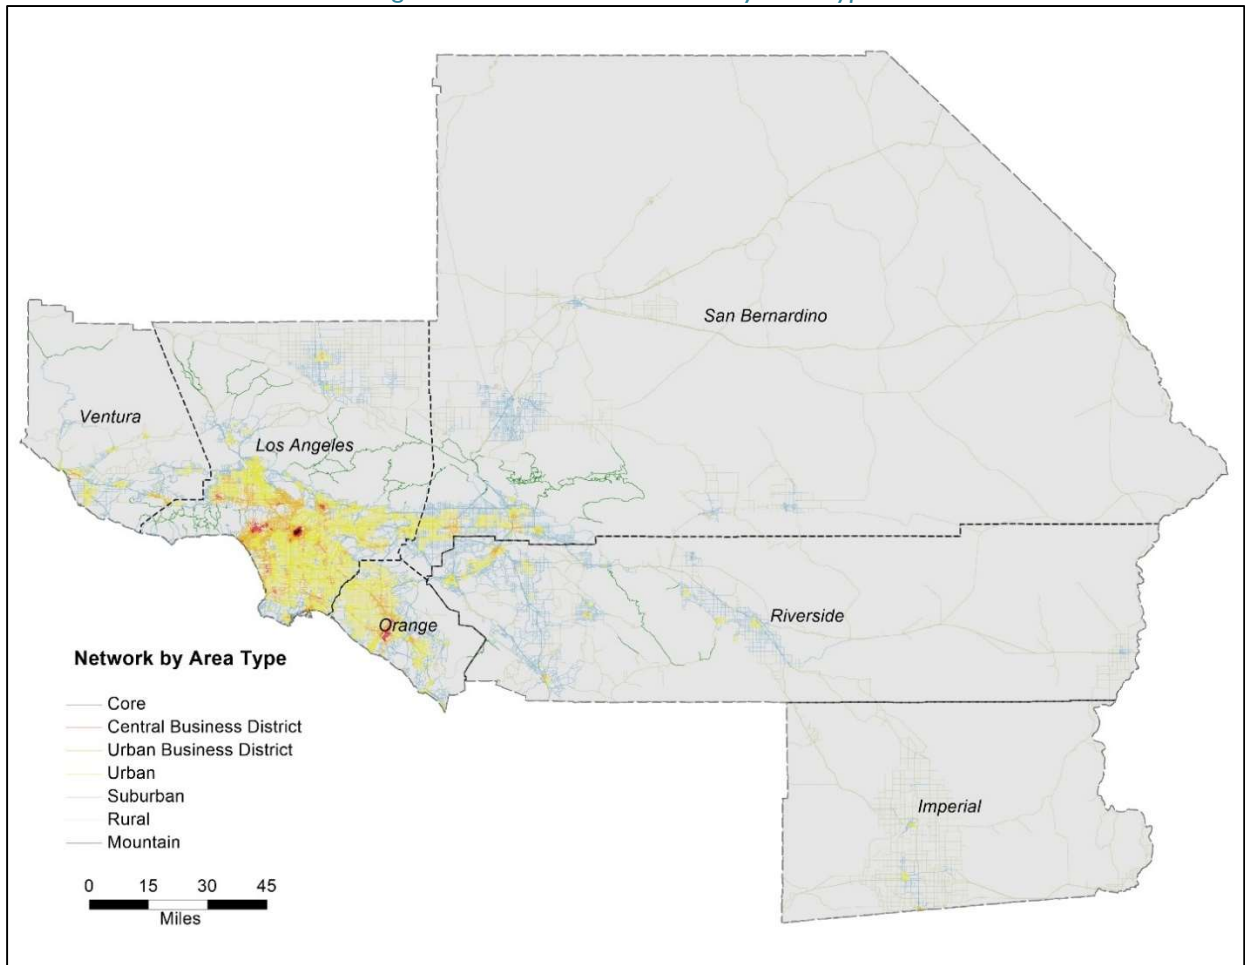 San Bernardino
Ventura
Los Angeles
Riverside
Orange
Network by Area Type
Core
Central Business District
Urban Business District
Urban
Suburban
Rural
Mountain
Imperial
0 15 30 45
Miles